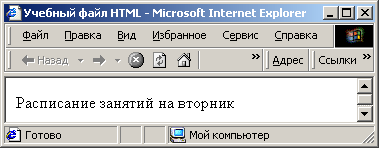 Учебный файл HTML - Microsoft Internet Explorer
Файл Правка Вид Избранное Сервис Справка
Назад » Адрес Ссылки »
Расписание занятий на вторник
Готово Мой компьютер